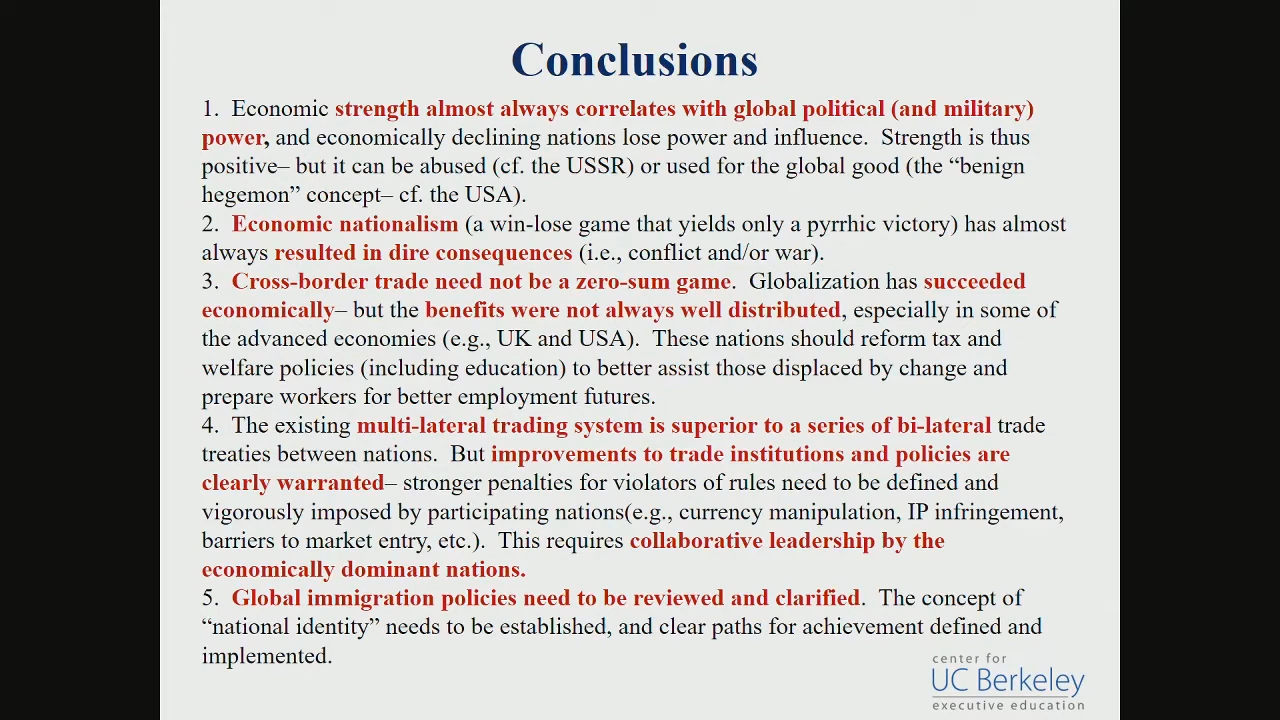 Conclusions
1. Economic strength almost always correlates with global political (and military)
power, and economically declining nations lose power and influence. Strength is thus
positive– but it can be abused (cf. the USSR) or used for the global good (the “benign
hegemon” concept– cf. the USA).
2. Economic nationalism (a win-lose game that yields only a pyrrhic victory) has almost
always resulted in dire consequences (i.e., conflict and/or war).
3. Cross-border trade need not be a zero-sum game. Globalization has succeeded
economically– but the benefits were not always well distributed, especially in some of
the advanced economies (e.g., UK and USA). These nations should reform tax and
welfare policies (including education) to better assist those displaced by change and
prepare workers for better employment futures.
4. The existing multi-lateral trading system is superior to a series of bi-lateral trade
treaties between nations. But improvements to trade institutions and policies are
clearly warranted– stronger penalties for violators of rules need to be defined and
vigorously imposed by participating nations(e.g., currency manipulation, IP infringement,
barriers to market entry, etc.). This requires collaborative leadership by the
economically dominant nations.
5. Global immigration policies need to be reviewed and clarified. The concept of
“national identity” needs to be established, and clear paths for achievement defined and
implemented.
center for
UC Berkeley
executive education